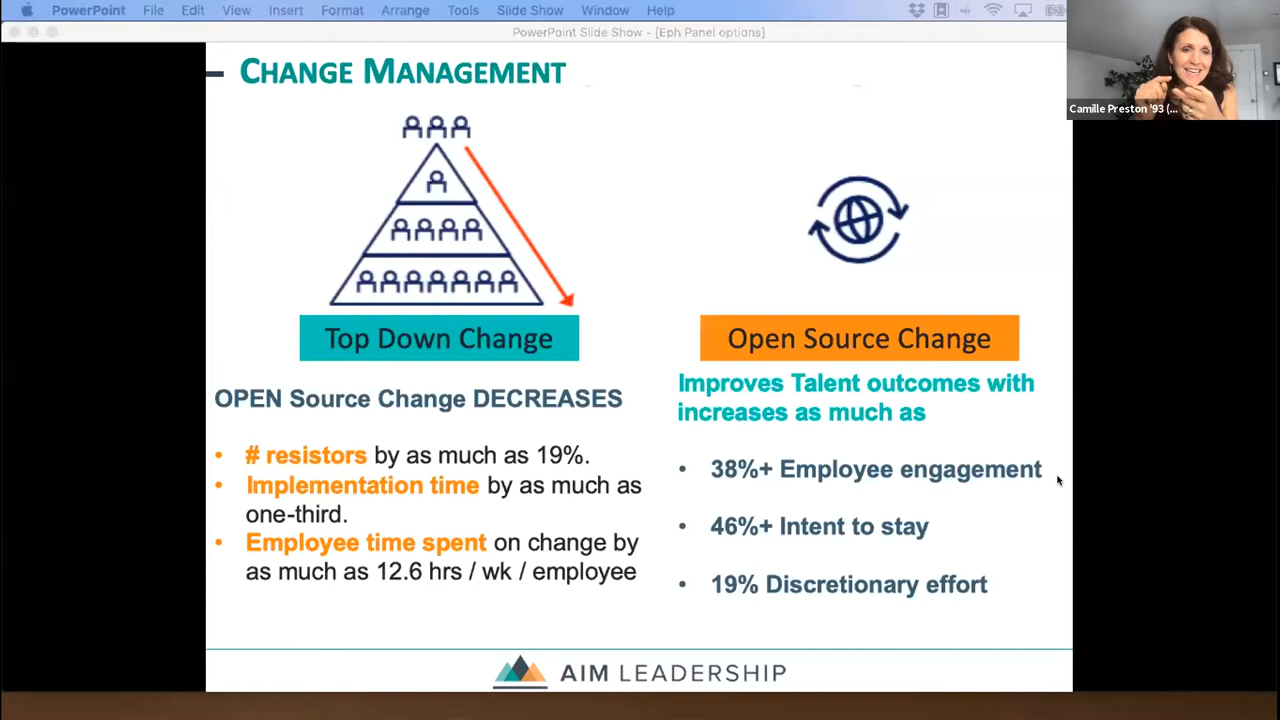 PowerPoint File Edit View Insert Format Arrange Tools Slide Show Window Help
PowerPoint Slide Show - [Eph Panel options]
Camille Preston '93 (...
CHANGE MANAGEMENT
Top Down Change
OPEN Source Change DECREASES
• # resistors by as much as 19%.
• Implementation time by as much as
one-third.
• Employee time spent on change by
as much as 12.6 hrs / wk / employee
Open Source Change
Improves Talent outcomes with
increases as much as
• 38%+ Employee engagement
• 46%+ Intent to stay
• 19% Discretionary effort
AIM LEADERSHIP